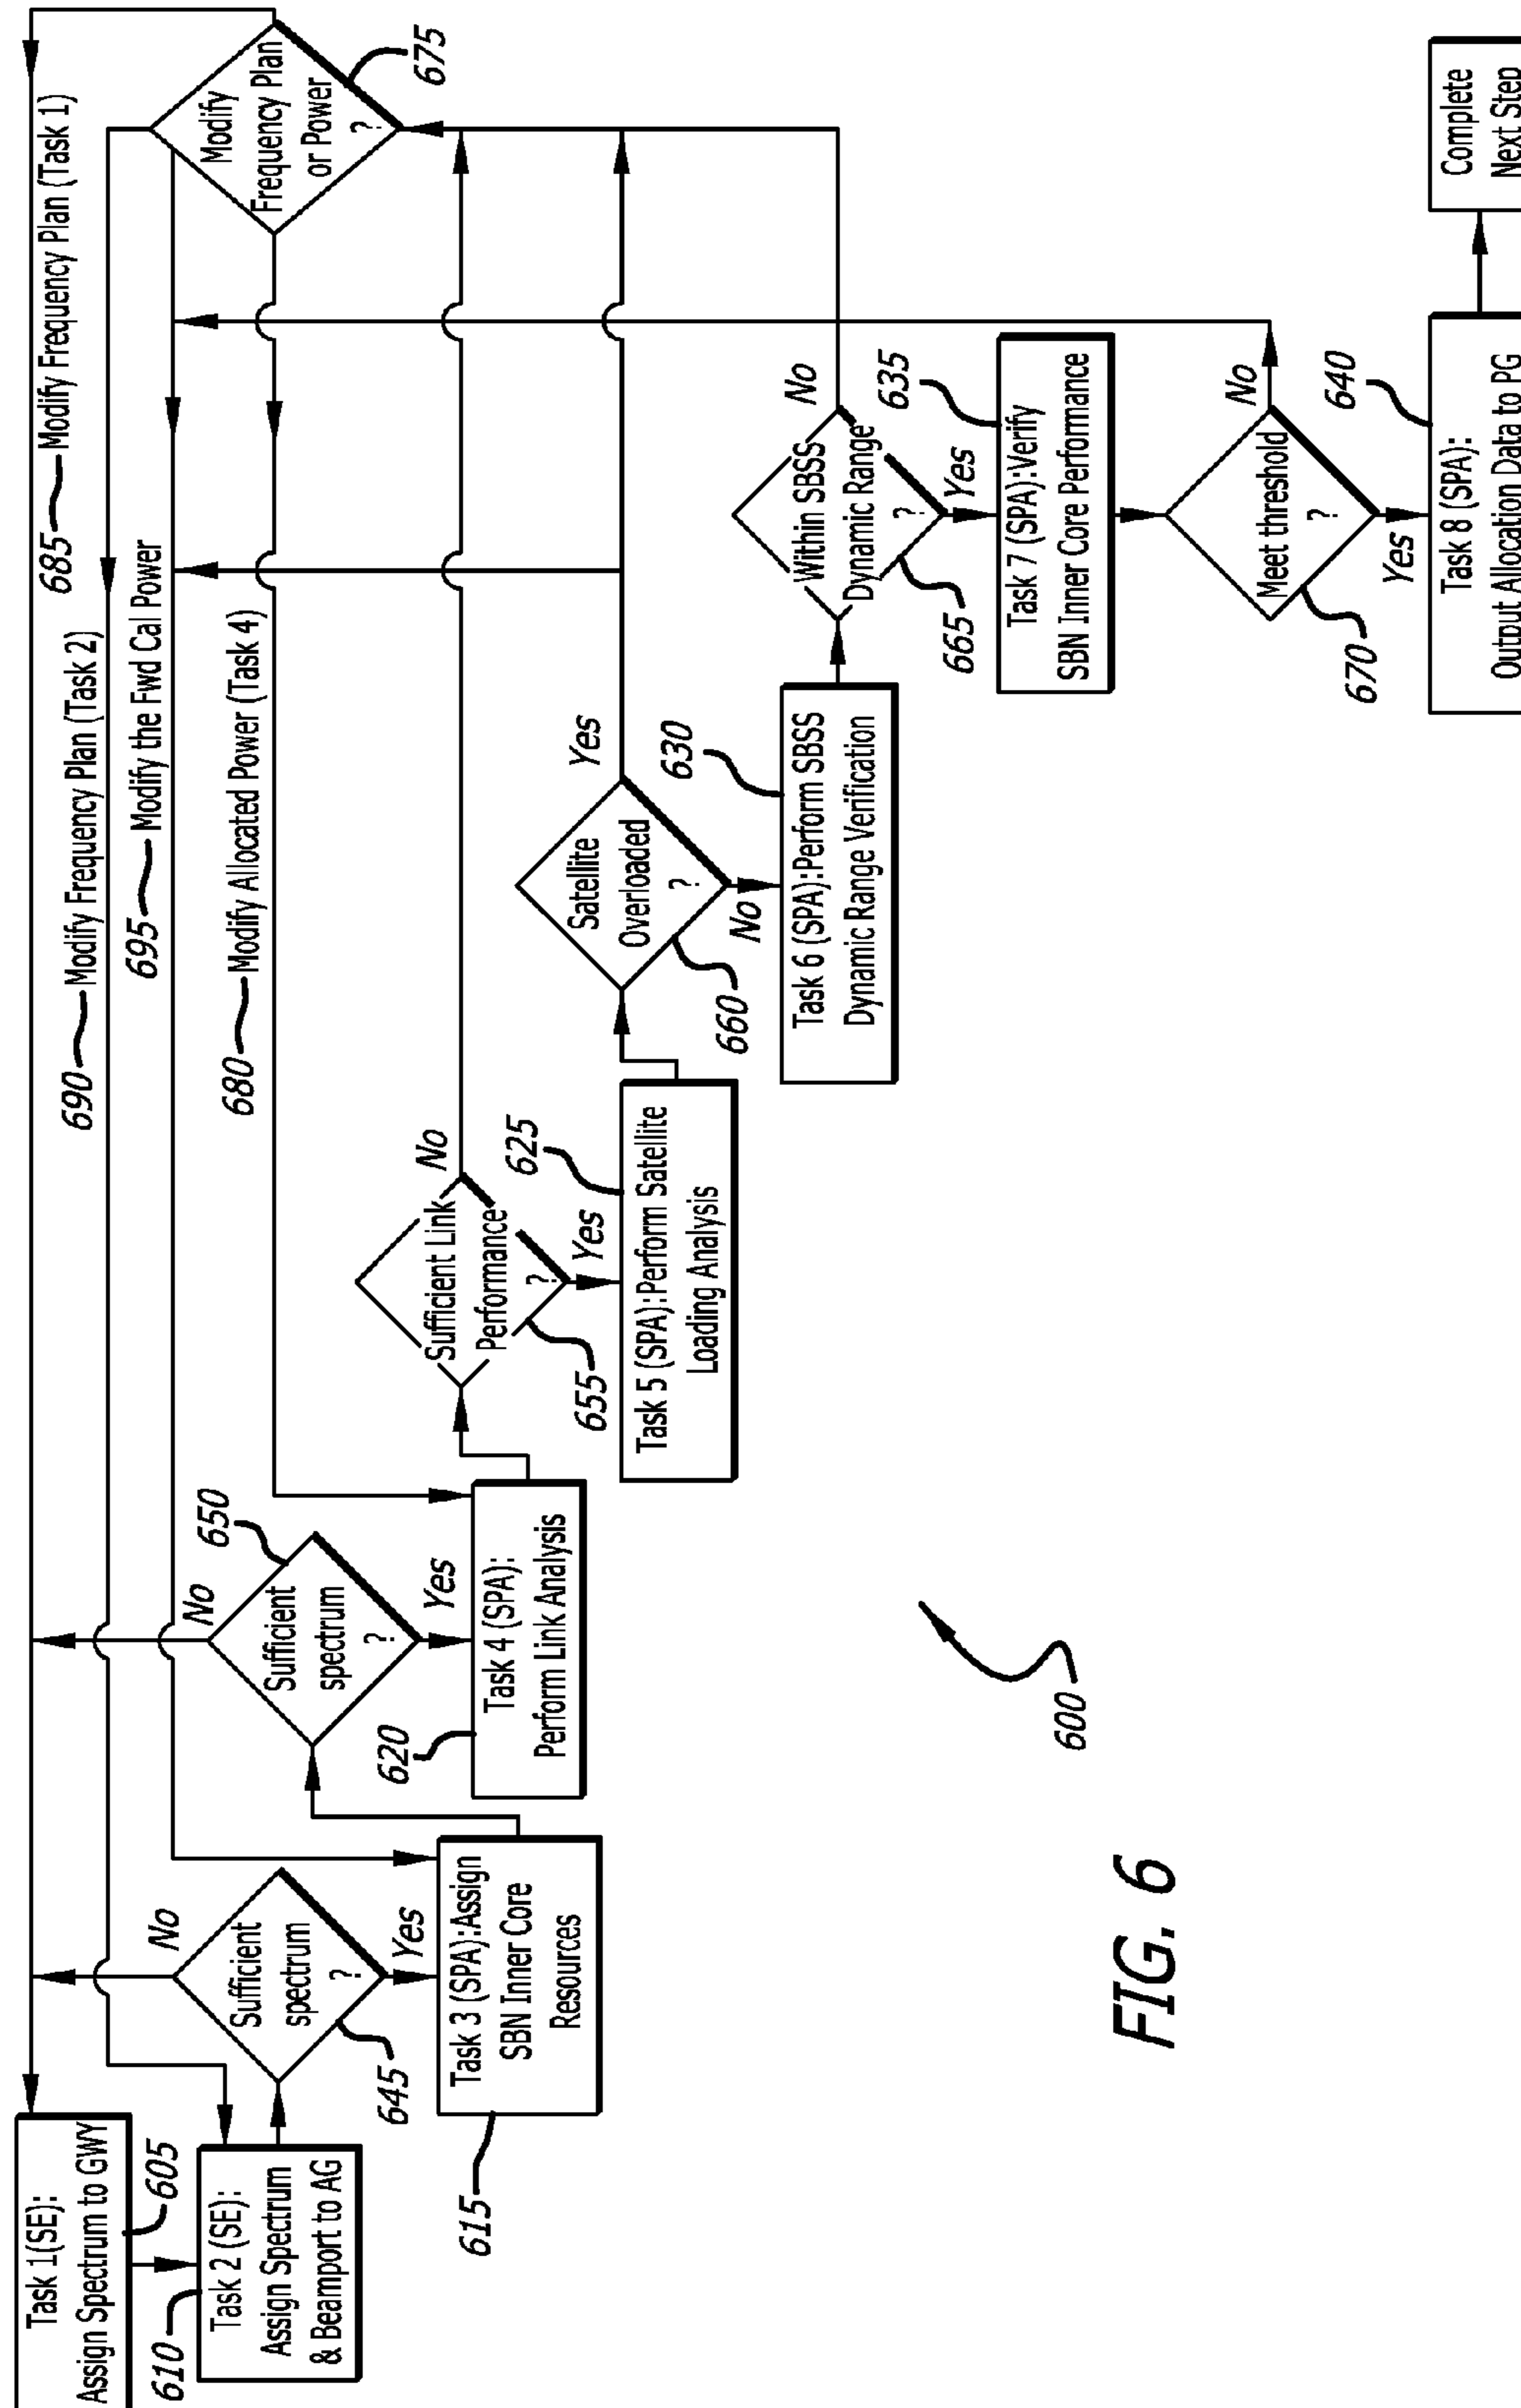 Task 1(SE):
Assign Spectrum to GWY
605
610
Task 2 (SE):
Assign Spectrum
& Beamport to AG
Sufficient
spectrum
?
No
Yes
645
Task 3 (SPA):Assign
SBN Inner Core
Resources
615
Sufficient
spectrum
?
650
No
Yes
Task 4 (SPA):
Perform Link Analysis
620
Sufficient Link
Performance
?
No
Yes
655
Task 5 (SPA):Perform Satellite
Loading Analysis
625
Satellite
Overloaded
?
Yes
No
660
Task 6 (SPA):Perform SBSS
Dynamic Range Verification
630
Within SBSS
Dynamic Range
?
No
Yes
665
Task 7 (SPA):Verify
SBN Inner Core Performance
635
Meet threshold
?
No
Yes
670
Task 8 (SPA):
Output Allocation Data to PG
640
Complete
Next Step
Modify
Frequency Plan
or Power
?
675
685 Modify Frequency Plan (Task 1)
690 Modify Frequency Plan (Task 2)
695 Modify the Fwd Cal Power
680 Modify Allocated Power (Task 4)
600
FIG. 6